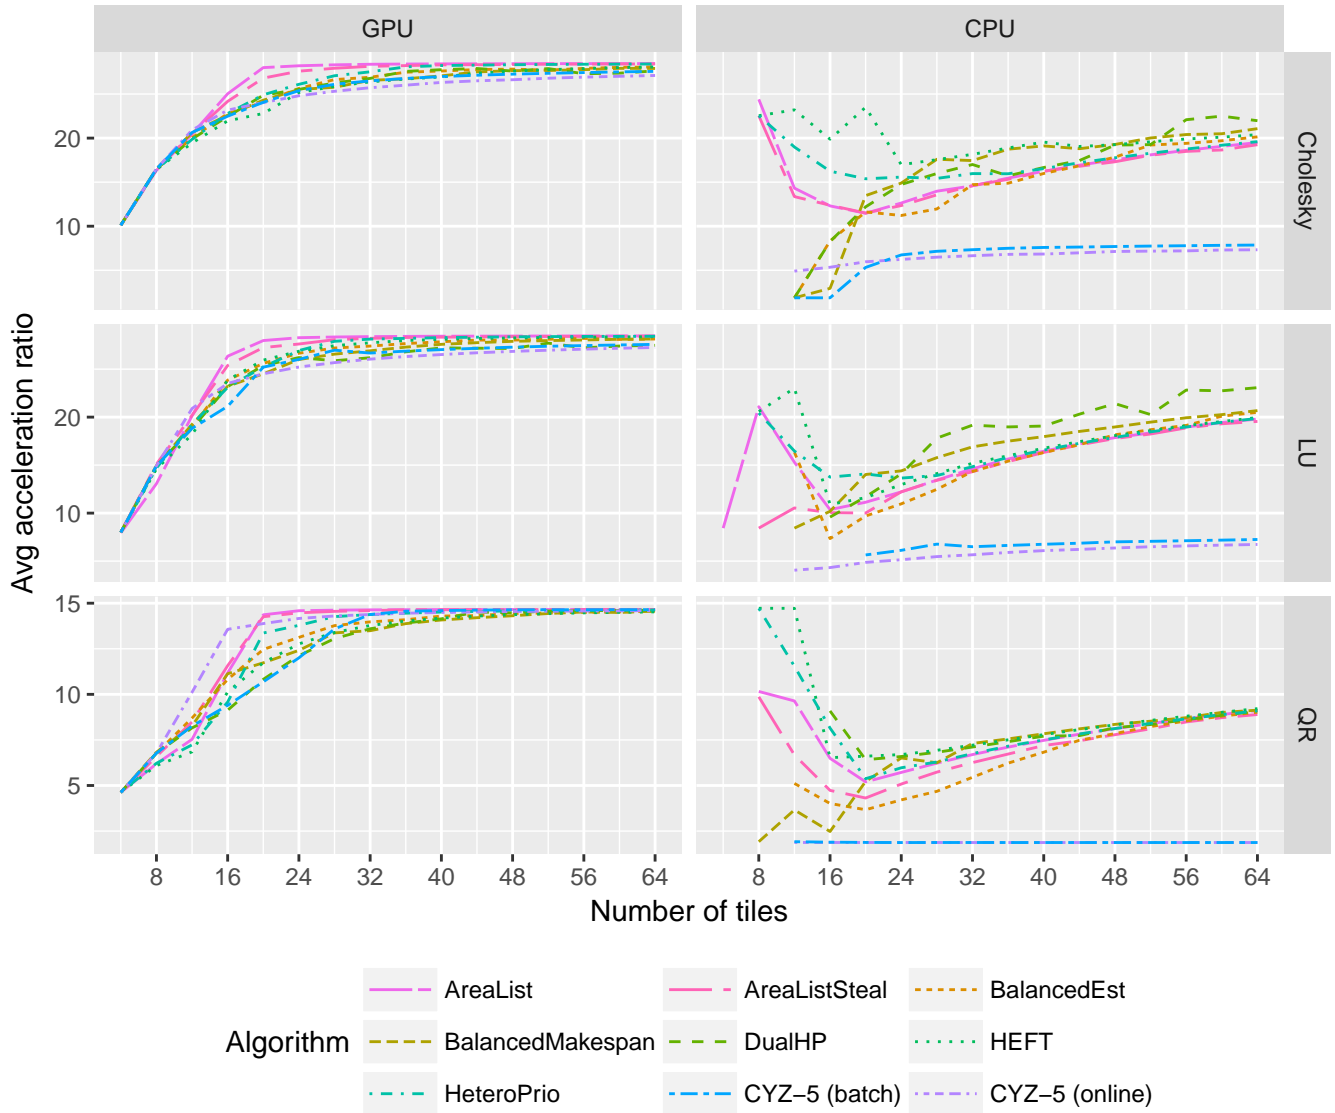 GPU
CPU
20
10
Cholesky
20
10
LU
15
10
5
QR
Avg acceleration ratio
8 16 24 32 40 48 56 64
8 16 24 32 40 48 56 64
Number of tiles
Algorithm
AreaList
AreaListSteal
BalancedEst
BalancedMakespan
DualHP
HEFT
HeteroPrio
CYZ−5 (batch)
CYZ−5 (online)